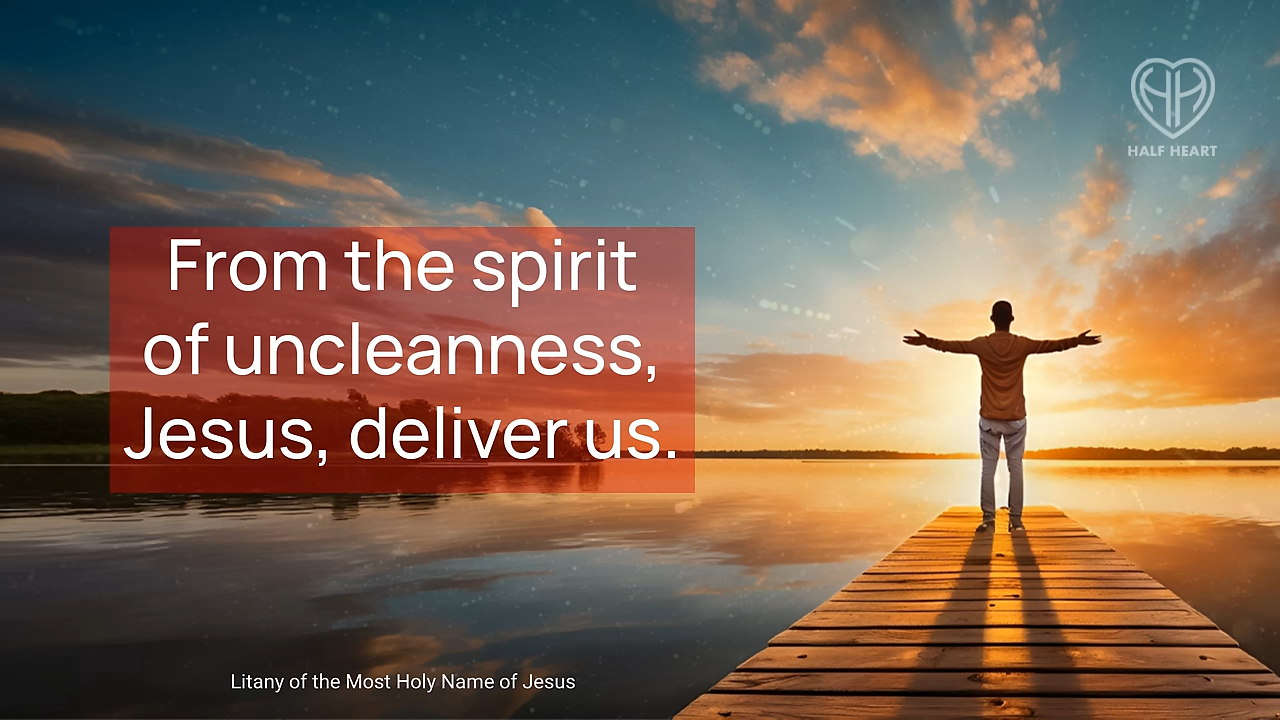 HALF HEART
From the spirit
of uncleanness,
Jesus, deliver us.
Litany of the Most Holy Name of Jesus